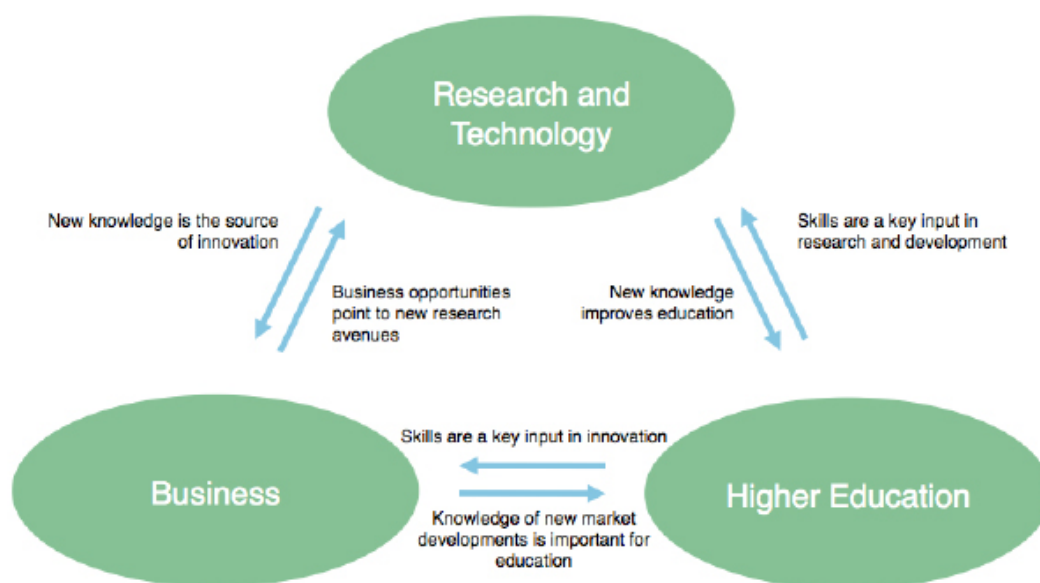 Research and
Technology
New knowledge is the source
of innovation
Skills are a key input in
research and development
Business opportunities
point to new research
avenues
New knowledge
improves education
Skills are a key input in innovation
Business
Higher Education
Knowledge of new market
developments is important for
education